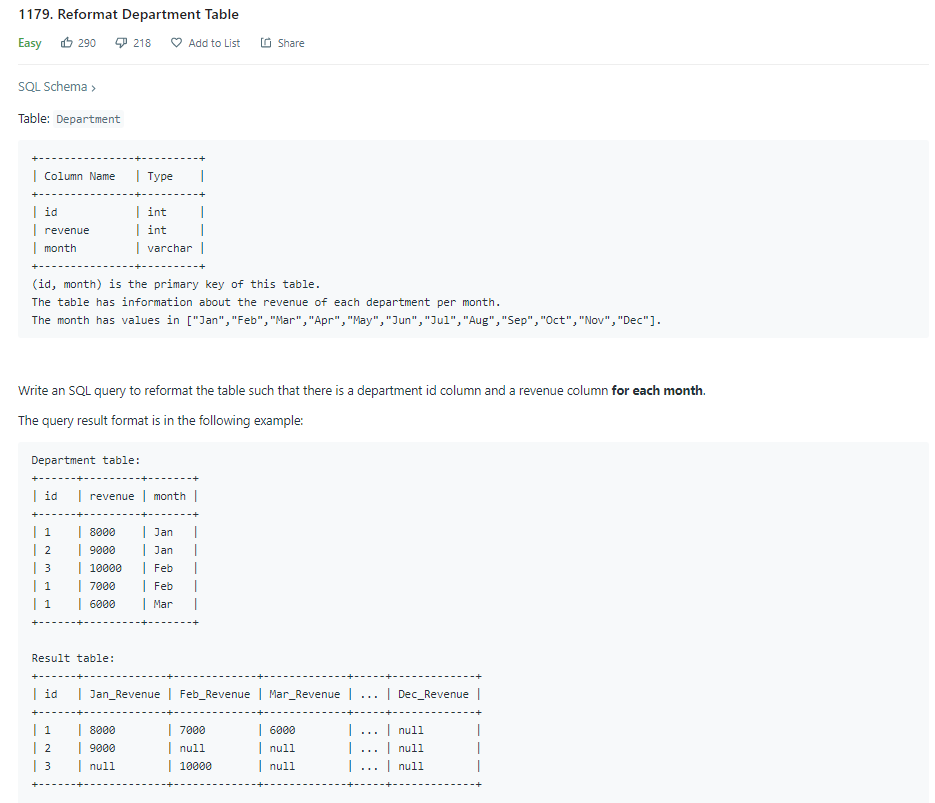 1179. Reformat Department Table
Easy 290 218 Add to List Share
SQL Schema >
Table: Department
+---------------+---------+
| Column Name   | Type    |
+---------------+---------+
| id            | int     |
| revenue       | int     |
| month         | varchar |
+---------------+---------+
(id, month) is the primary key of this table.
The table has information about the revenue of each department per month.
The month has values in ["Jan","Feb","Mar","Apr","May","Jun","Jul","Aug","Sep","Oct","Nov","Dec"].
Write an SQL query to reformat the table such that there is a department id column and a revenue column for each month.
The query result format is in the following example:
Department table:
+------+---------+-------+
| id   | revenue | month |
+------+---------+-------+
| 1    | 8000    | Jan   |
| 2    | 9000    | Jan   |
| 3    | 10000   | Feb   |
| 1    | 7000    | Feb   |
| 1    | 6000    | Mar   |
+------+---------+-------+
Result table:
+------+-------------+-------------+-------------+-----+-------------+
| id   | Jan_Revenue | Feb_Revenue | Mar_Revenue | ... | Dec_Revenue |
+------+-------------+-------------+-------------+-----+-------------+
| 1    | 8000        | 7000        | 6000        | ... | null        |
| 2    | 9000        | null        | null        | ... | null        |
| 3    | null        | 10000       | null        | ... | null        |
+------+-------------+-------------+-------------+-----+-------------+